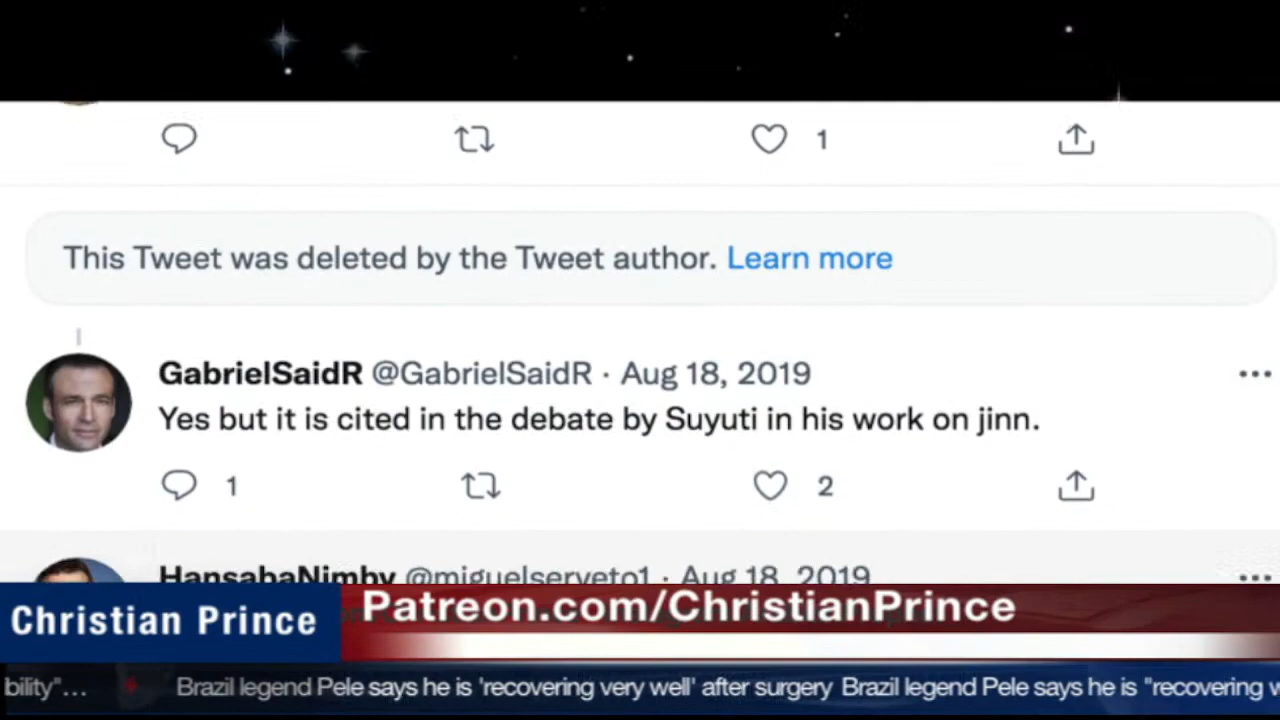 1
This Tweet was deleted by the Tweet author. Learn more
GabrielSaidR @GabrielSaidR · Aug 18, 2019
Yes but it is cited in the debate by Suyuti in his work on jinn.
1 2
HansabaNimby @miguelserveto1 · Aug 18, 2019
Christian Prince
Patreon.com/ChristianPrince
bility"... Brazil legend Pele says he is 'recovering very well' after surgery Brazil legend Pele says he is "recovering